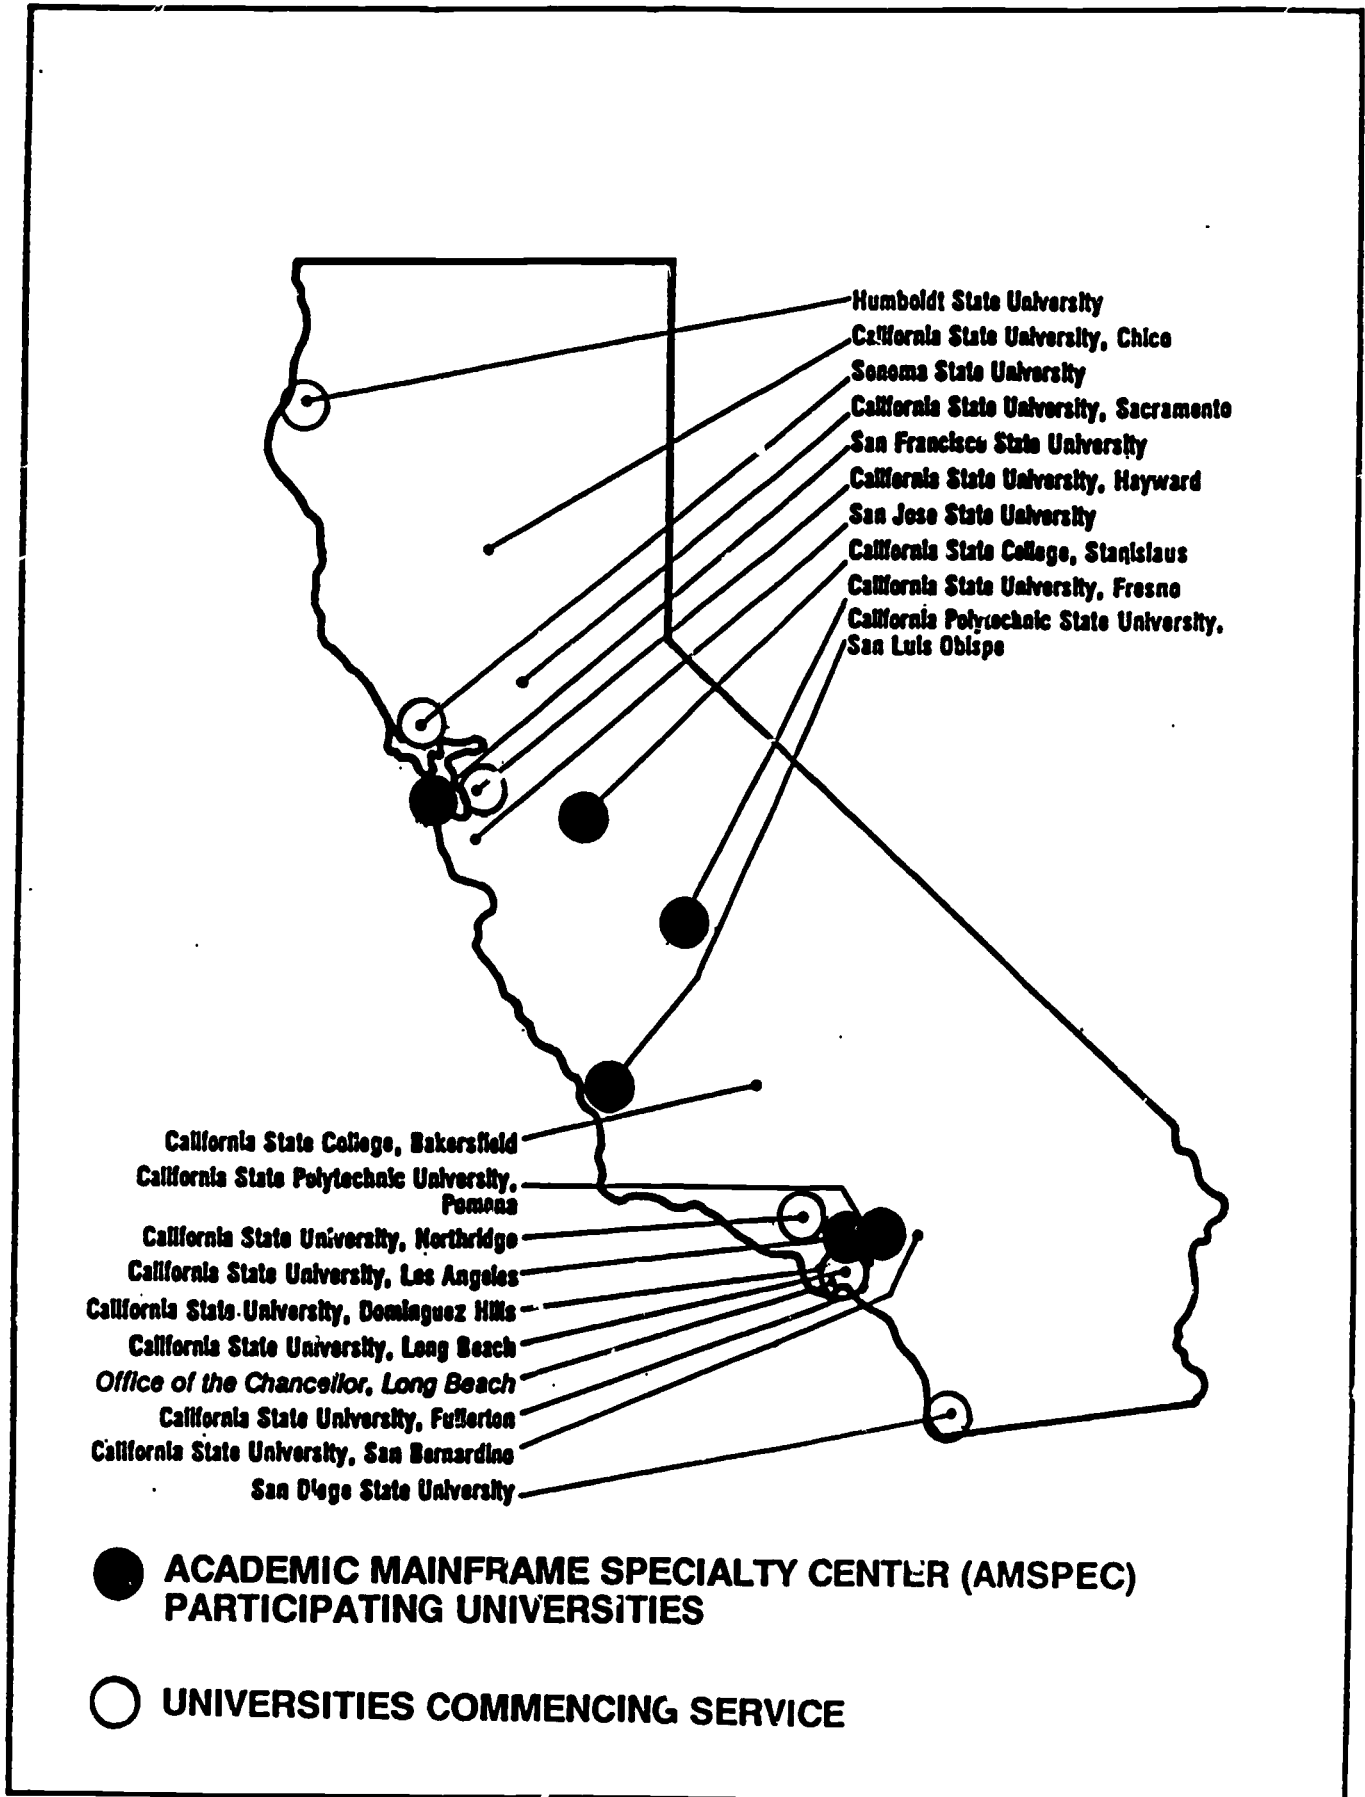 Humboldt State University
California State University, Chico
Sonoma State University
California State University, Sacramento
San Francisco State University
California State University, Hayward
San Jose State University
California State College, Stanislaus
California State University, Fresno
California Polytechnic State University,
San Luis Obispo
California State College, Bakersfield
California State Polytechnic University,
Pomona
California State University, Northridge
California State University, Los Angeles
California State University, Dominguez Hills
California State University, Long Beach
Office of the Chancellor, Long Beach
California State University, Fullerton
California State University, San Bernardino
San Diego State University
ACADEMIC MAINFRAME SPECIALTY CENTER (AMSPEC)
PARTICIPATING UNIVERSITIES
UNIVERSITIES COMMENCING SERVICE